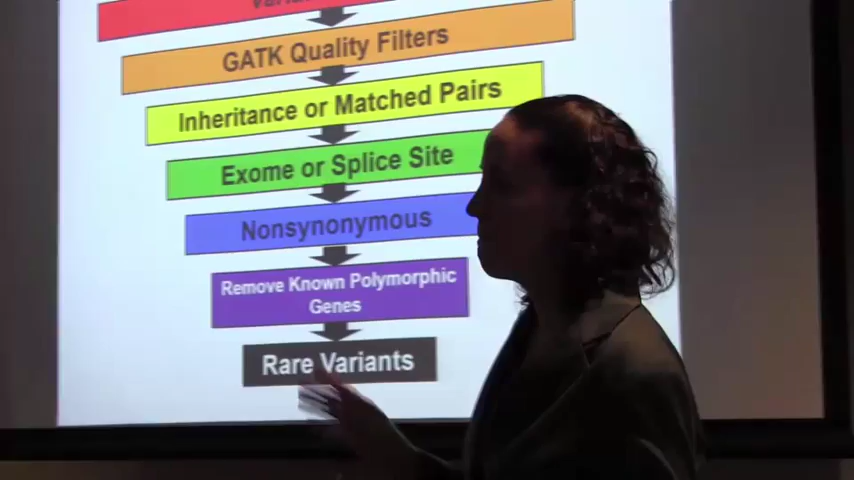 GATK Quality Filters
Inheritance or Matched Pairs
Exome or Splice Site
Nonsynonymous
Remove Known Polymorphic
Genes
Rare Variants